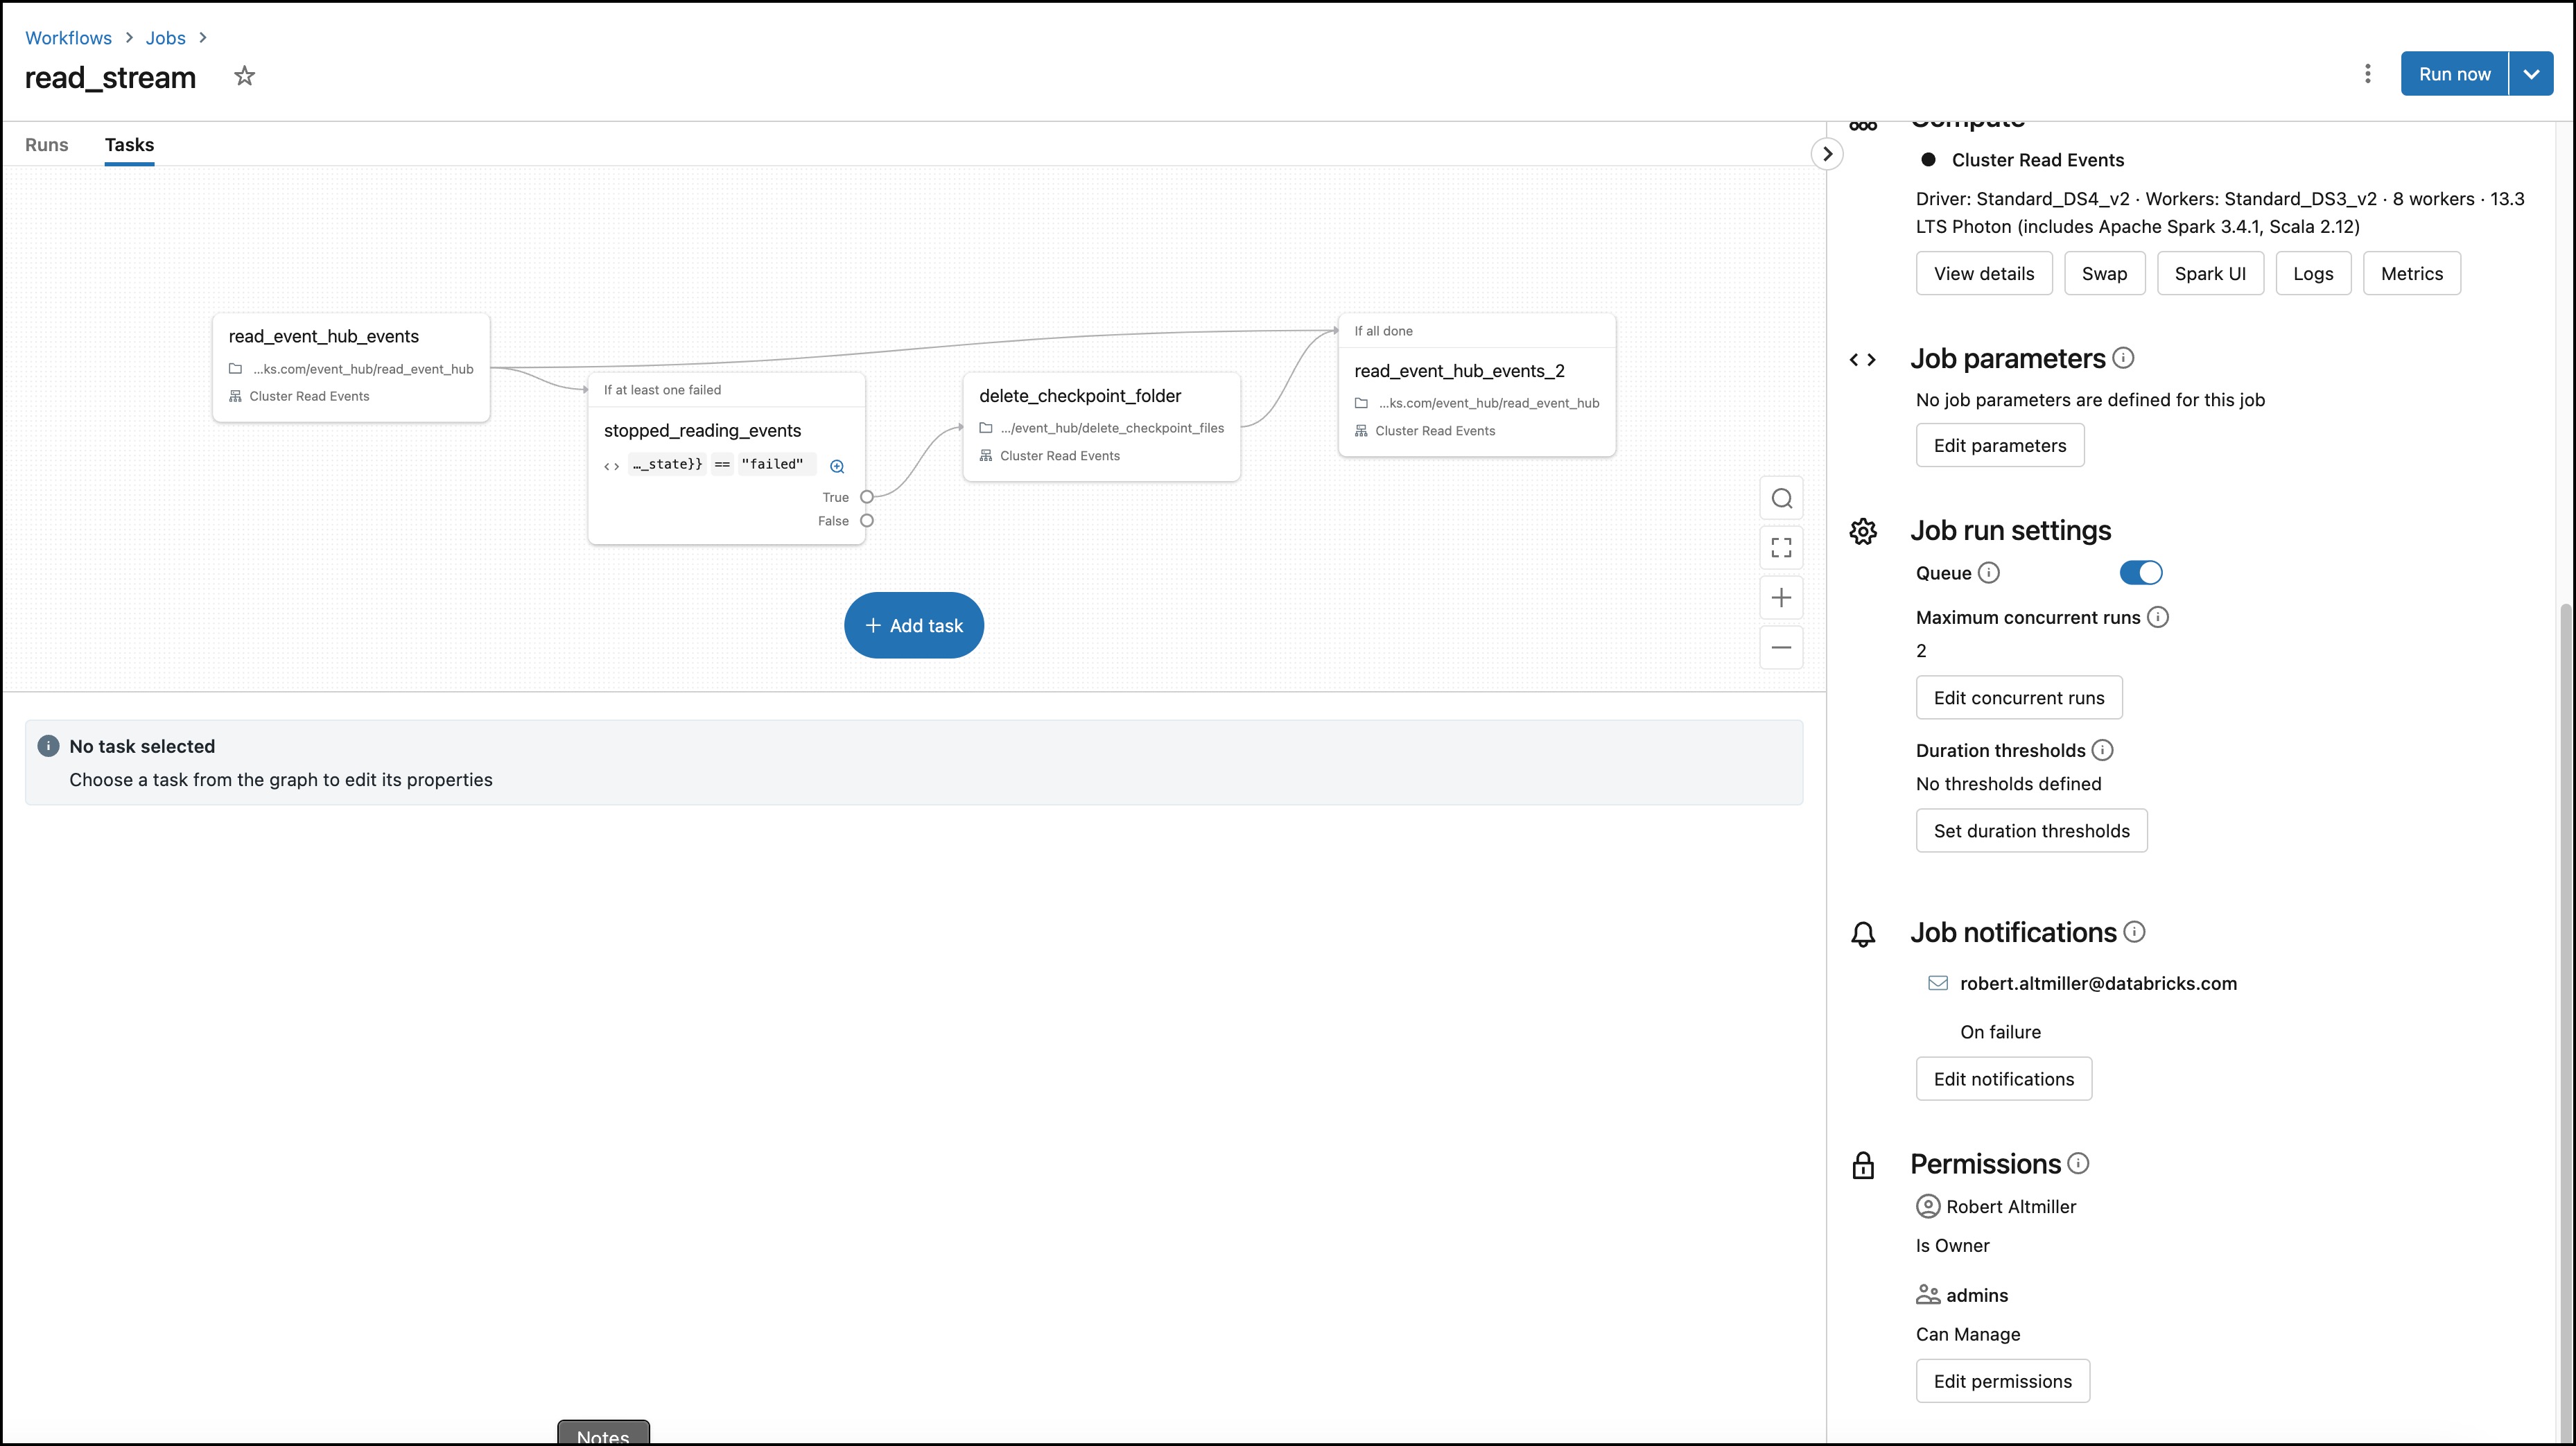 Workflows > Jobs >
read_stream
Run now
Runs Tasks
read_event_hub_events
...ks.com/event_hub/read_event_hub
Cluster Read Events
If at least one failed
stopped_reading_events
…_state}} == "failed"
True
False
delete_checkpoint_folder
.../event_hub/delete_checkpoint_files
Cluster Read Events
If all done
read_event_hub_events_2
...ks.com/event_hub/read_event_hub
Cluster Read Events
+ Add task
No task selected
Choose a task from the graph to edit its properties
Notes
Compute
Cluster Read Events
Driver: Standard_DS4_v2 · Workers: Standard_DS3_v2 · 8 workers · 13.3
LTS Photon (includes Apache Spark 3.4.1, Scala 2.12)
View details Swap Spark UI Logs Metrics
Job parameters
No job parameters are defined for this job
Edit parameters
Job run settings
Queue
Maximum concurrent runs
2
Edit concurrent runs
Duration thresholds
No thresholds defined
Set duration thresholds
Job notifications
robert.altmiller@databricks.com
On failure
Edit notifications
Permissions
Robert Altmiller
Is Owner
admins
Can Manage
Edit permissions